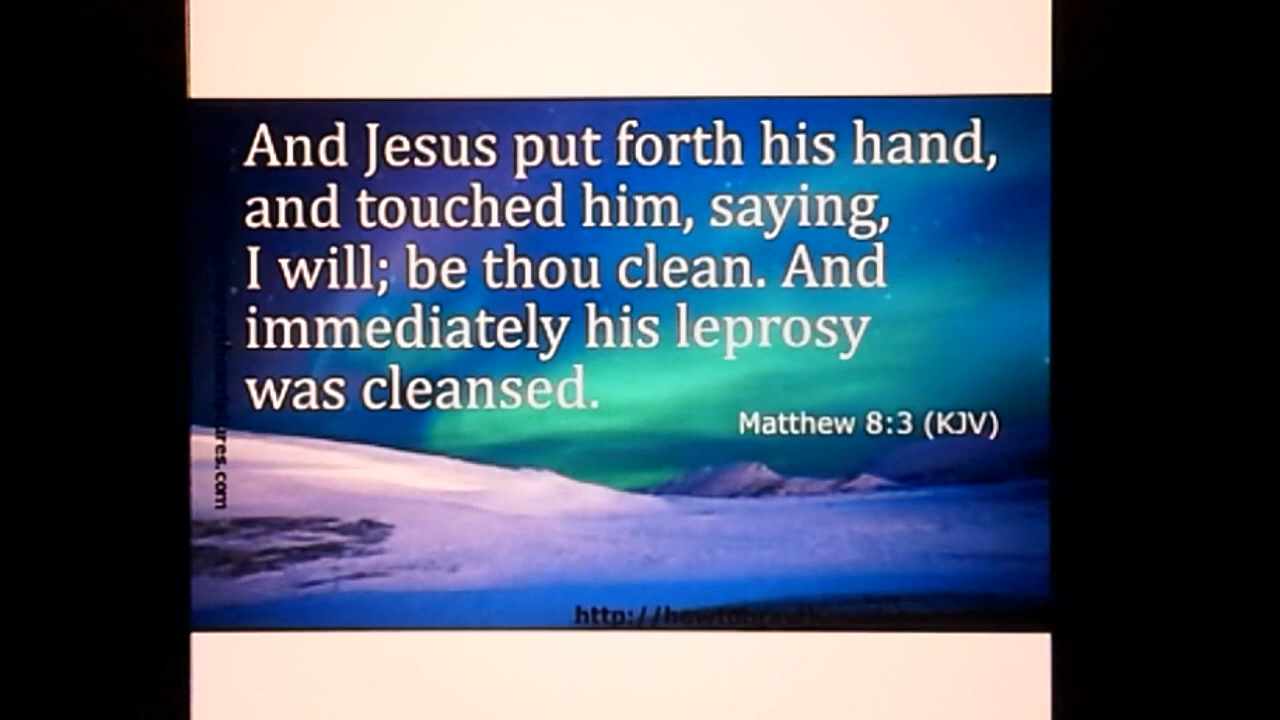 And Jesus put forth his hand,
and touched him, saying,
I will; be thou clean. And
immediately his leprosy
was cleansed.
Matthew 8:3 (KJV)